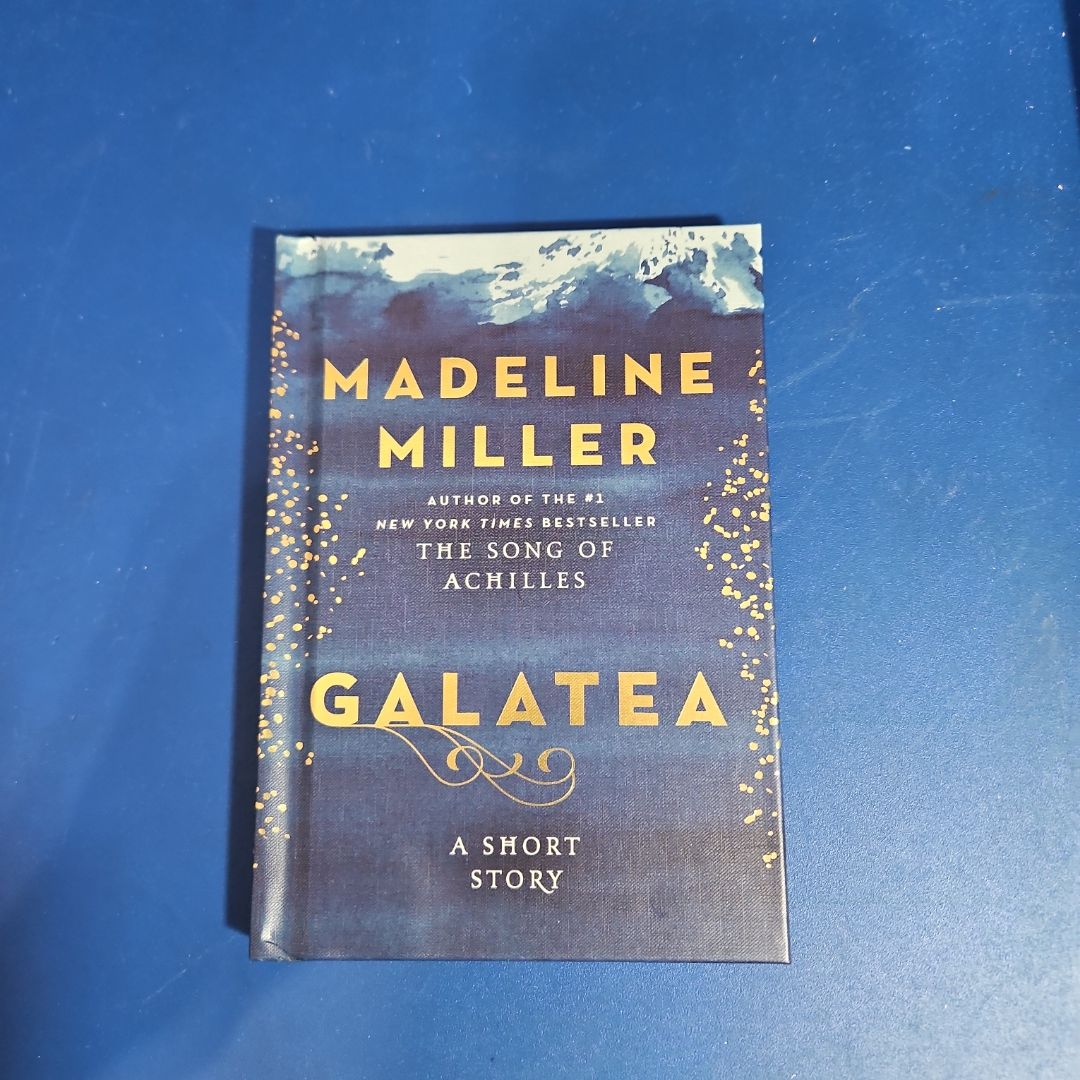 MADELINE
MILLER
AUTHOR OF THE #1
NEW YORK TIMES BESTSELLER
THE SONG OF
ACHILLES
GALATEA
A SHORT
STORY